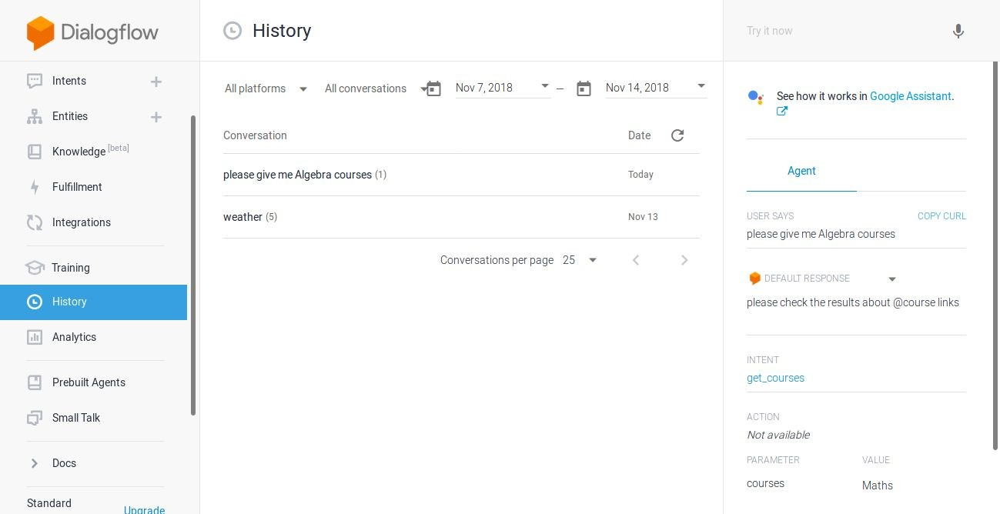 Dialogflow
Intents
Entities
Knowledge [beta]
Fulfillment
Integrations
Training
History
Analytics
Prebuilt Agents
Small Talk
Docs
Standard
Upgrade
History
All platforms All conversations Nov 7, 2018 – Nov 14, 2018
Conversation Date
please give me Algebra courses (1) Today
weather (5) Nov 13
Conversations per page 25
Try it now
See how it works in Google Assistant.
Agent
USER SAYS COPY CURL
please give me Algebra courses
DEFAULT RESPONSE
please check the results about @course links
INTENT
get_courses
ACTION
Not available
PARAMETER VALUE
courses Maths